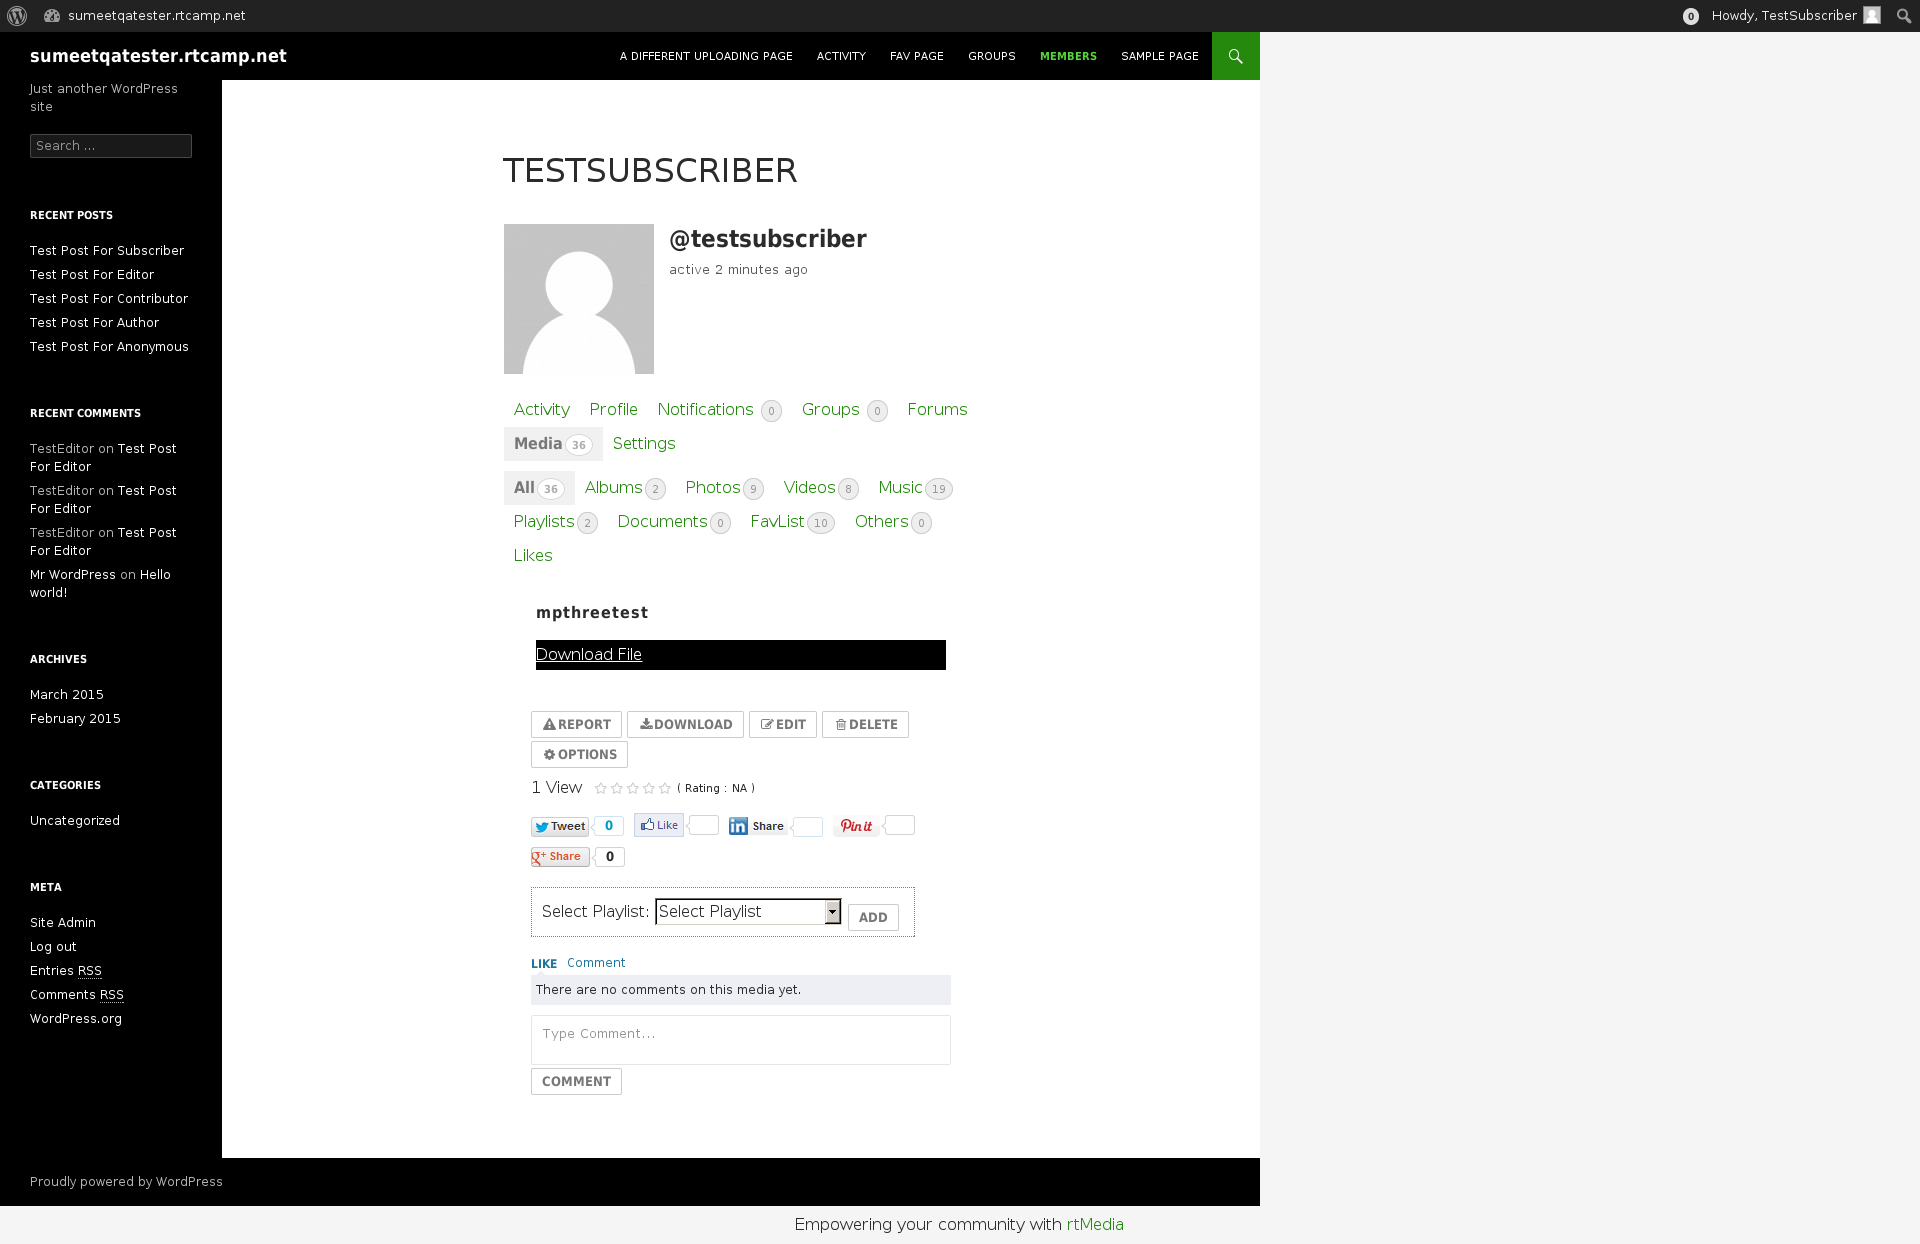 sumeetqatester.rtcamp.net
0
Howdy, TestSubscriber
sumeetqatester.rtcamp.net
A DIFFERENT UPLOADING PAGE ACTIVITY FAV PAGE GROUPS MEMBERS SAMPLE PAGE
Just another WordPress
site
Search ...
RECENT POSTS
Test Post For Subscriber
Test Post For Editor
Test Post For Contributor
Test Post For Author
Test Post For Anonymous
RECENT COMMENTS
TestEditor on Test Post
For Editor
TestEditor on Test Post
For Editor
TestEditor on Test Post
For Editor
Mr WordPress on Hello
world!
ARCHIVES
March 2015
February 2015
CATEGORIES
Uncategorized
META
Site Admin
Log out
Entries RSS
Comments RSS
WordPress.org
TESTSUBSCRIBER
@testsubscriber
active 2 minutes ago
Activity Profile Notifications 0 Groups 0 Forums
Media 36 Settings
All 36 Albums 2 Photos 9 Videos 8 Music 19
Playlists 2 Documents 0 FavList 10 Others 0
Likes
mpthreetest
Download File
REPORT DOWNLOAD EDIT DELETE
OPTIONS
1 View ( Rating : NA )
Tweet 0 Like in Share Pinit
g+ Share 0
Select Playlist: Select Playlist ADD
LIKE Comment
There are no comments on this media yet.
Type Comment...
COMMENT
Proudly powered by WordPress
Empowering your community with rtMedia